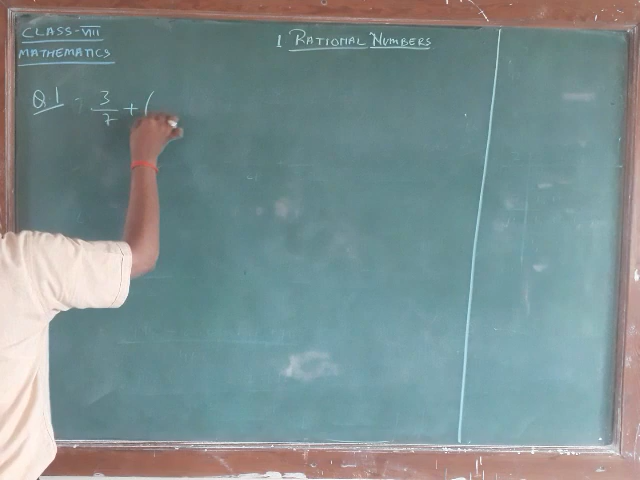 CLASS-VIII
MATHEMATICS
1 RATIONAL NUMBERS
Q1 : 3/7 + (